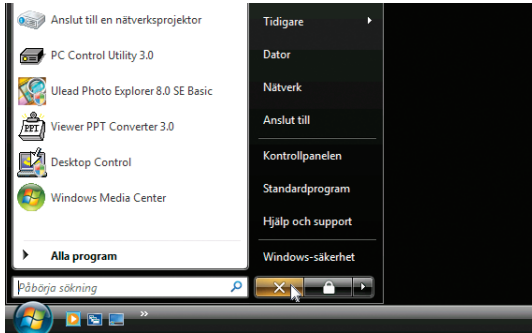 Anslut till en nätverksprojektor
PC Control Utility 3.0
Ulead Photo Explorer 8.0 SE Basic
PPT
Viewer PPT Converter 3.0
Desktop Control
Windows Media Center
Alla program
Påbörja sökning
Tidigare
Dator
Nätverk
Anslut till
Kontrollpanelen
Standardprogram
Hjälp och support
Windows-säkerhet